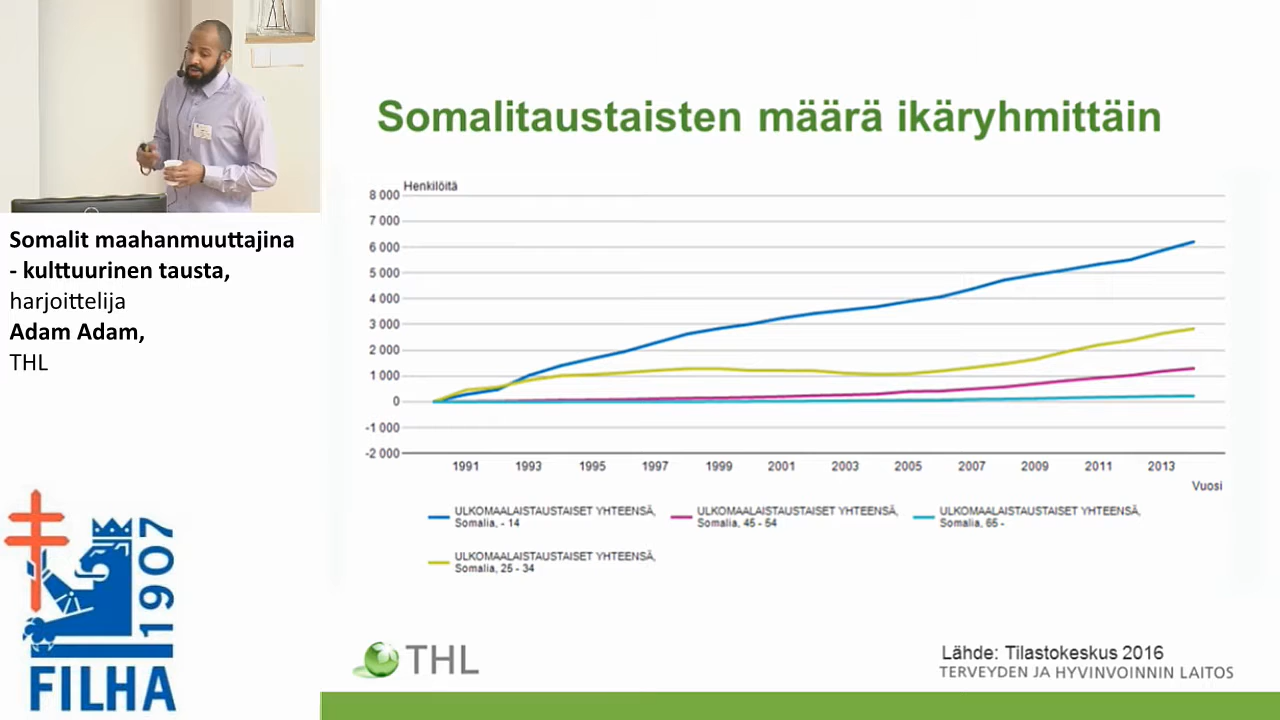 Somalit maahanmuuttajina
- kulttuurinen tausta,
harjoittelija
Adam Adam,
THL
1907
FILHA
Somalitaustaisten määrä ikäryhmittäin
Henkilöitä
8 000
7 000
6 000
5 000
4 000
3 000
2 000
1 000
0
-1 000
-2 000
1991 1993 1995 1997 1999 2001 2003 2005 2007 2009 2011 2013
Vuosi
ULKOMAALAISTAUSTAISET YHTEENSÄ, Somalia, - 14
ULKOMAALAISTAUSTAISET YHTEENSÄ, Somalia, 45 - 54
ULKOMAALAISTAUSTAISET YHTEENSÄ, Somalia, 65 -
ULKOMAALAISTAUSTAISET YHTEENSÄ, Somalia, 25 - 34
THL
Lähde: Tilastokeskus 2016
TERVEYDEN JA HYVINVOINNIN LAITOS